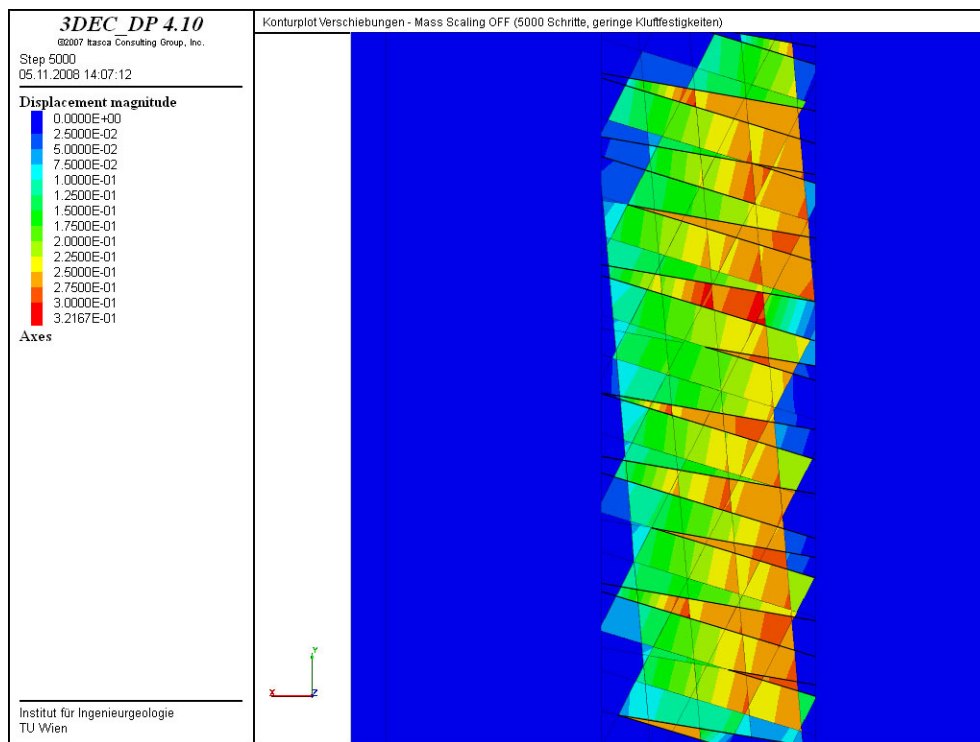 3DEC_DP 4.10
©2007 Itasca Consulting Group, Inc.
Step 5000
05.11.2008 14:07:12
Displacement magnitude
0.0000E+00
2.5000E-02
5.0000E-02
7.5000E-02
1.0000E-01
1.2500E-01
1.5000E-01
1.7500E-01
2.0000E-01
2.2500E-01
2.5000E-01
2.7500E-01
3.0000E-01
3.2167E-01
Axes
Institut für Ingenieurgeologie
TU Wien
Konturplot Verschiebungen - Mass Scaling OFF (5000 Schritte, geringe Kluftfestigkeiten)
Y
X
Z